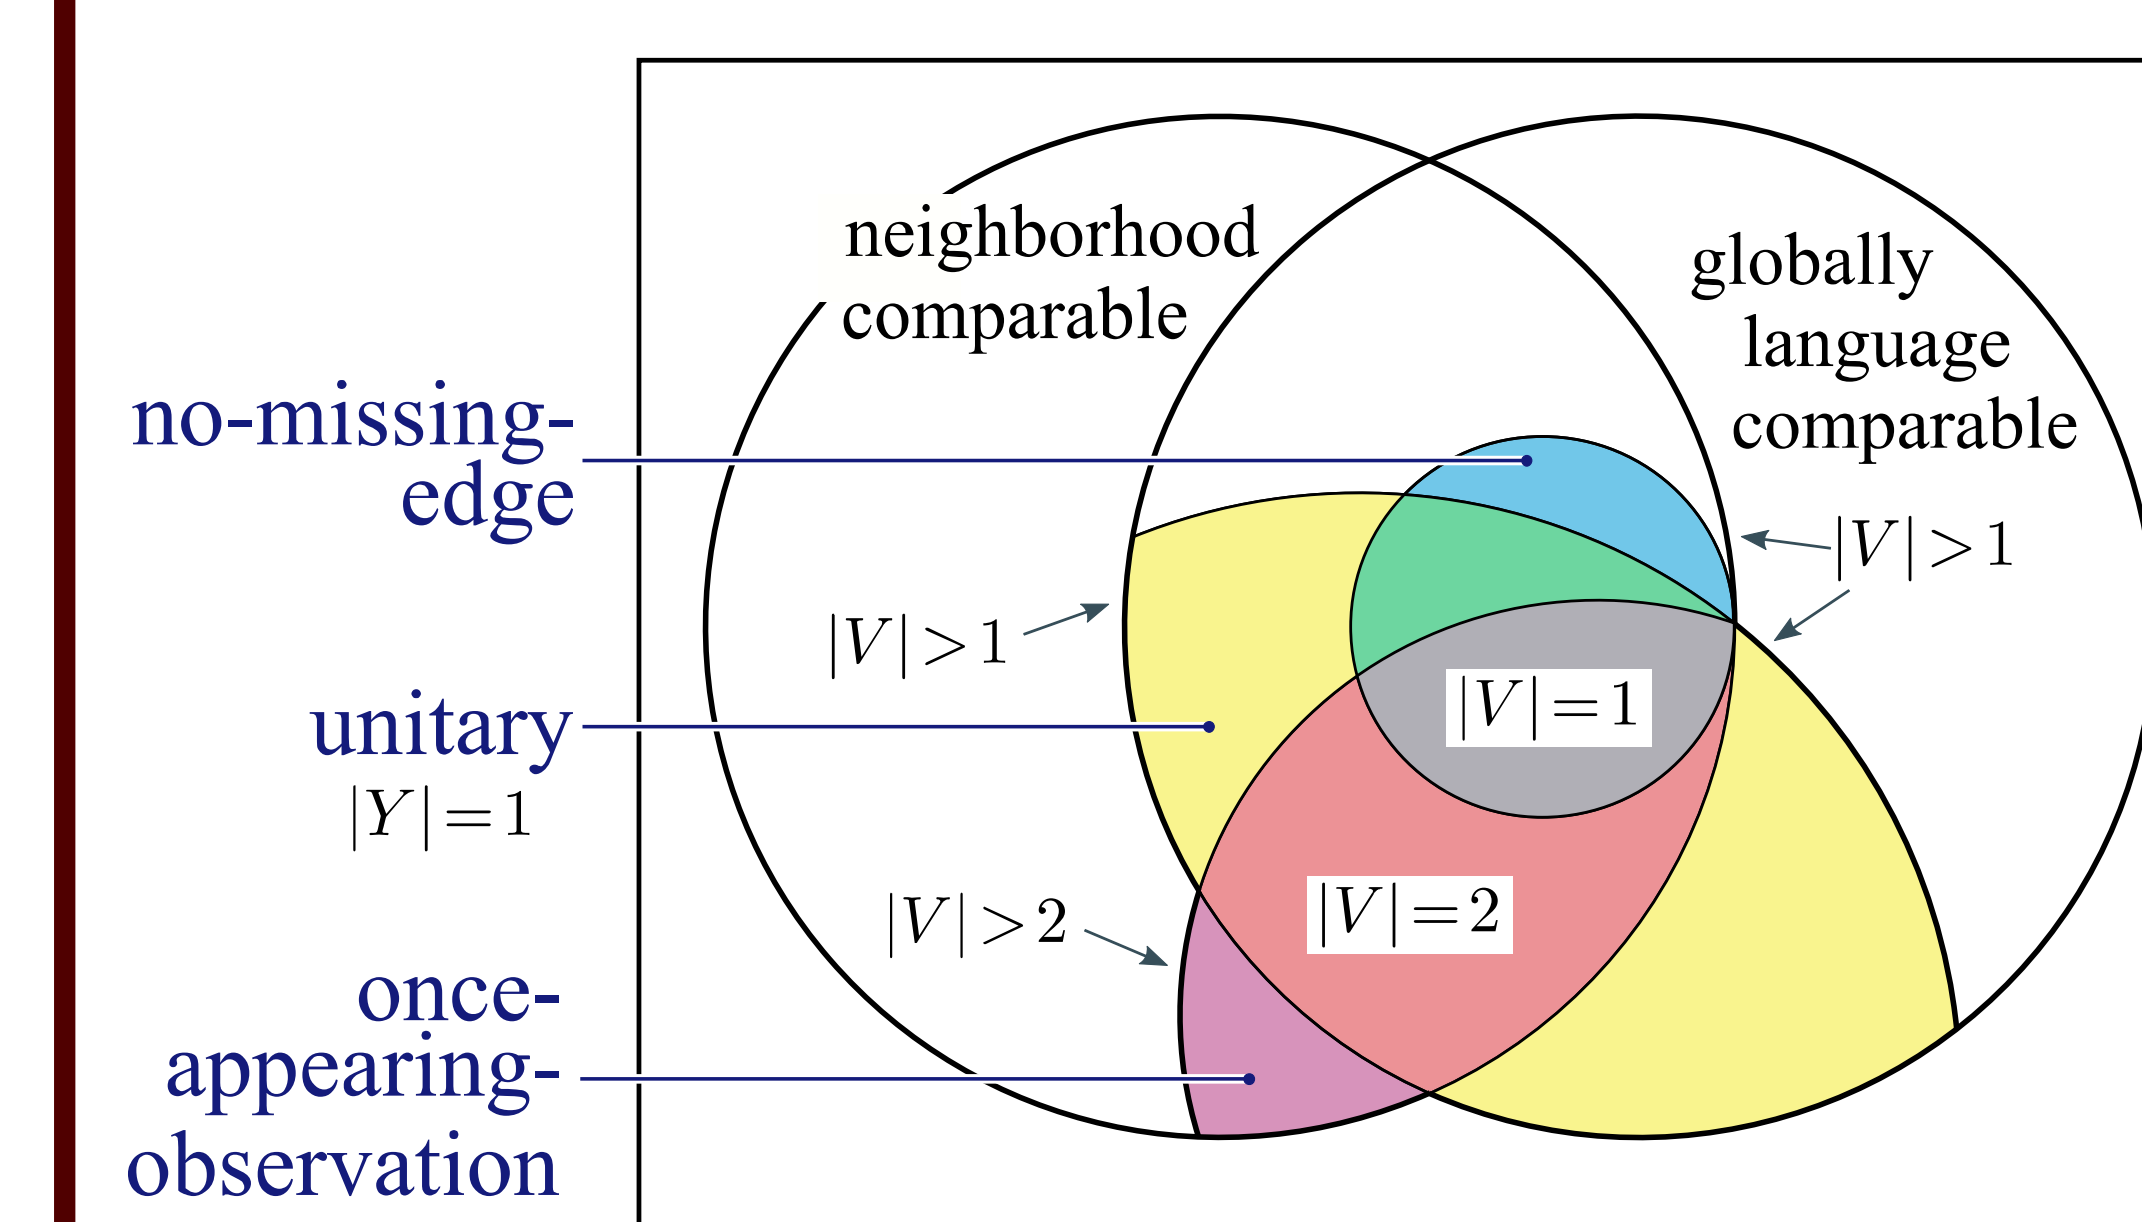 neighborhood
comparable
globally
language
comparable
no-missing-
edge
|V| > 1
|V| > 1
|V| = 1
unitary
|Y| = 1
|V| > 2
|V| = 2
once-
appearing-
observation